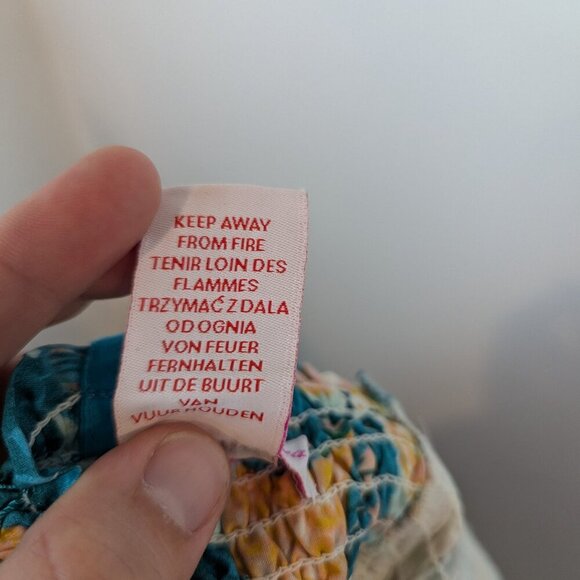 KEEP AWAY
FROM FIRE
TENIR LOIN DES
FLAMMES
TRZYMAĆ Z DALA
OD OGNIA
VON FEUER
FERNHALTEN
UIT DE BUURT
VAN
VUUR HOUDEN